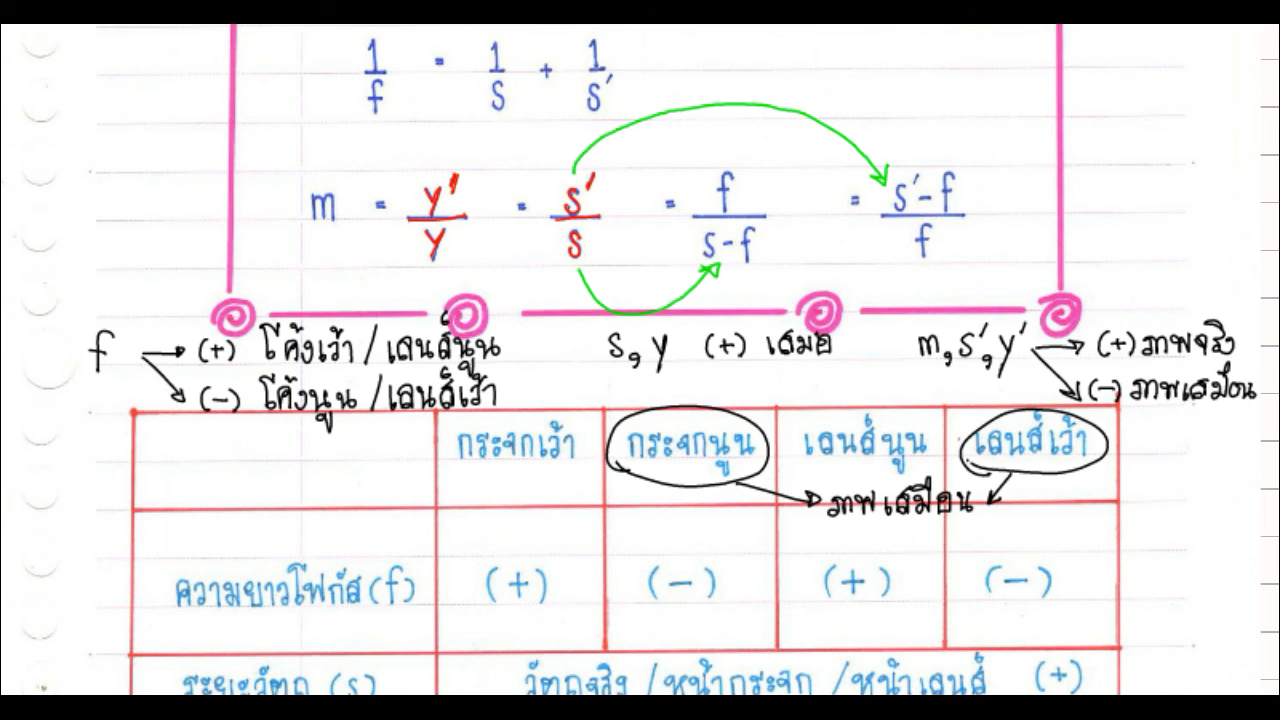 1/f = 1/s + 1/s'
m = y'/y = s'/s = f/(s-f) = (s'-f)/f
f → (+) โค้งเว้า / เลนส์นูน
(-) โค้งนูน / เลนส์เว้า
s, y (+) เสมอ
m, s', y' → (+) ภาพจริง
(-) ภาพเสมือน
กระจกเว้า กระจกนูน เลนส์นูน เลนส์เว้า
ภาพเสมือน
ความยาวโฟกัส (f) (+) (-) (+) (-)
ระยะวัตถุ (s) วัตถุจริง / หน้ากระจก / หน้าเลนส์ (+)